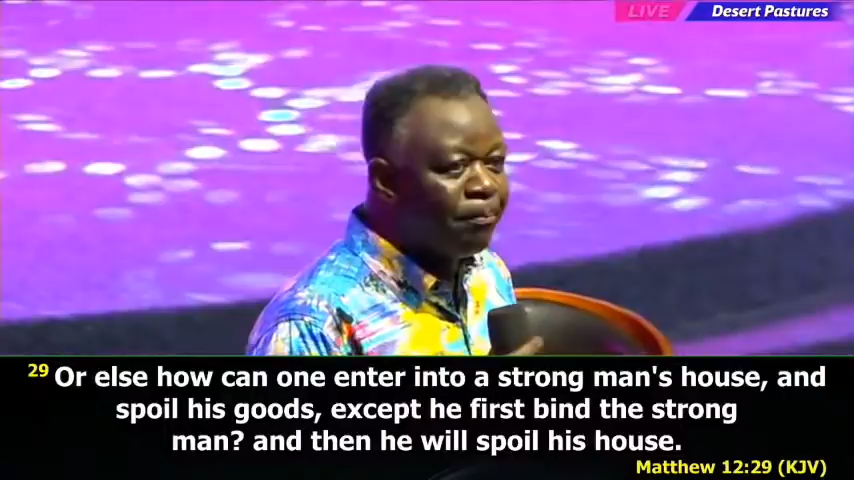 LIVE Desert Pastures
29 Or else how can one enter into a strong man's house, and
spoil his goods, except he first bind the strong
man? and then he will spoil his house.
Matthew 12:29 (KJV)